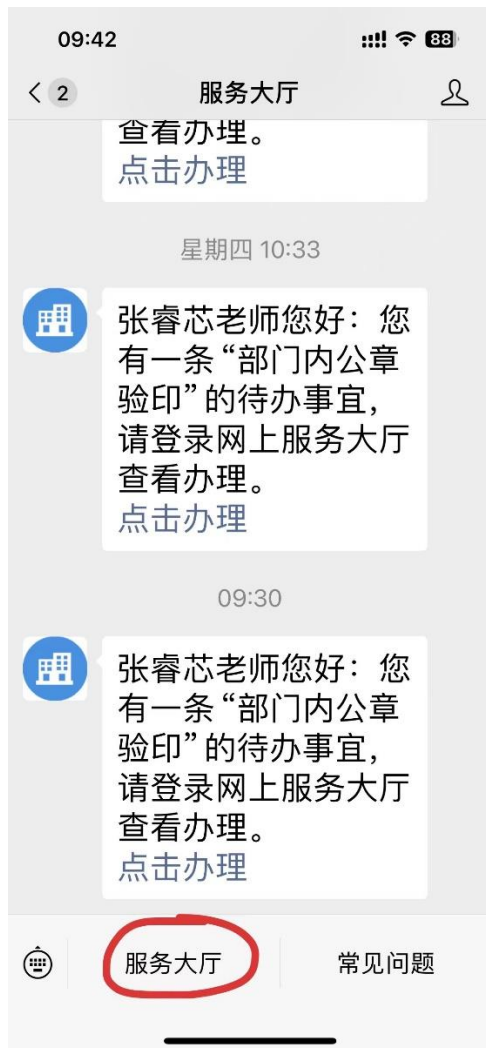 09:42
88
2
服务大厅
查看办理。
点击办理
星期四 10:33
张睿芯老师您好：您
有一条“部门内公章
验印”的待办事宜，
请登录网上服务大厅
查看办理。
点击办理
09:30
张睿芯老师您好：您
有一条“部门内公章
验印”的待办事宜，
请登录网上服务大厅
查看办理。
点击办理
服务大厅
常见问题